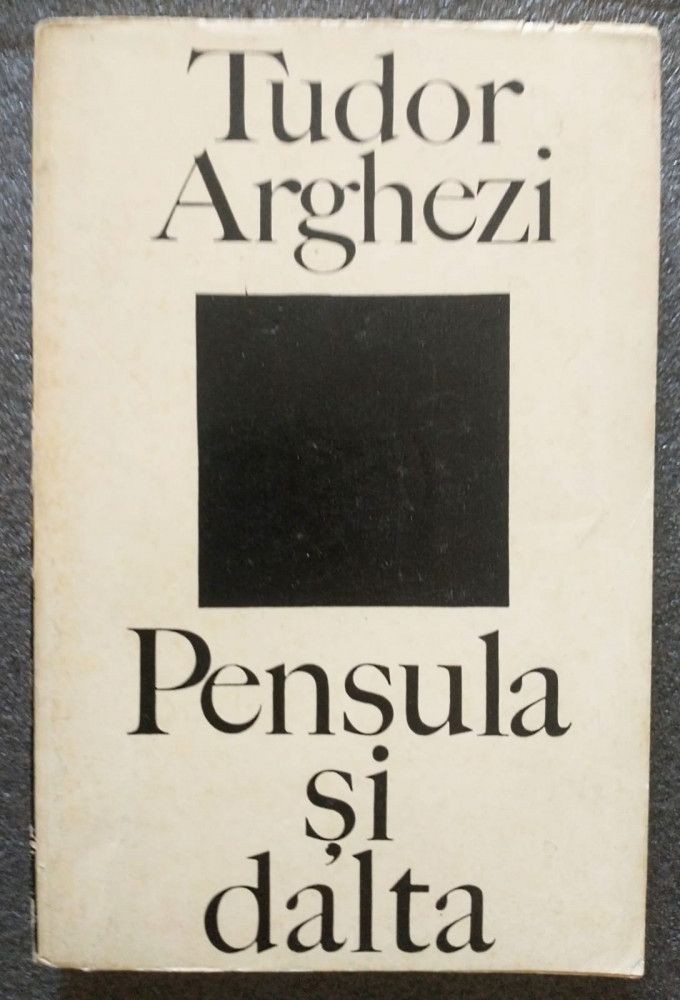 Tudor
Arghezi
Pensula
și
dalta